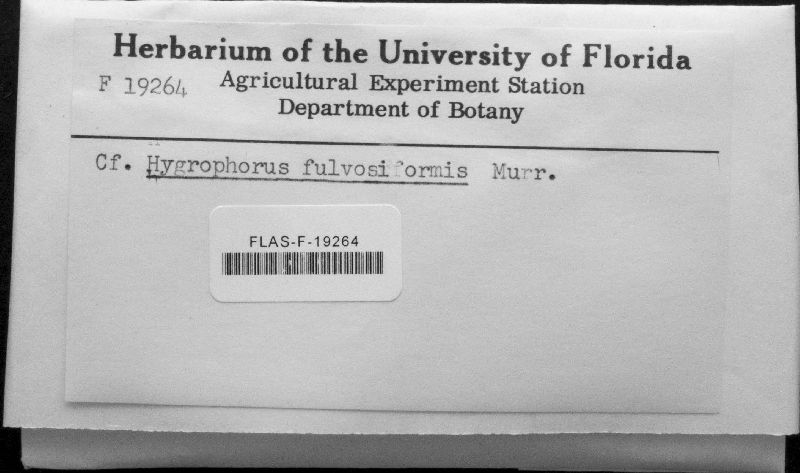 Herbarium of the University of Florida
F 19264 Agricultural Experiment Station
Department of Botany
Cf. Hygrophorus fulvosiformis Murr.
FLAS-F-19264